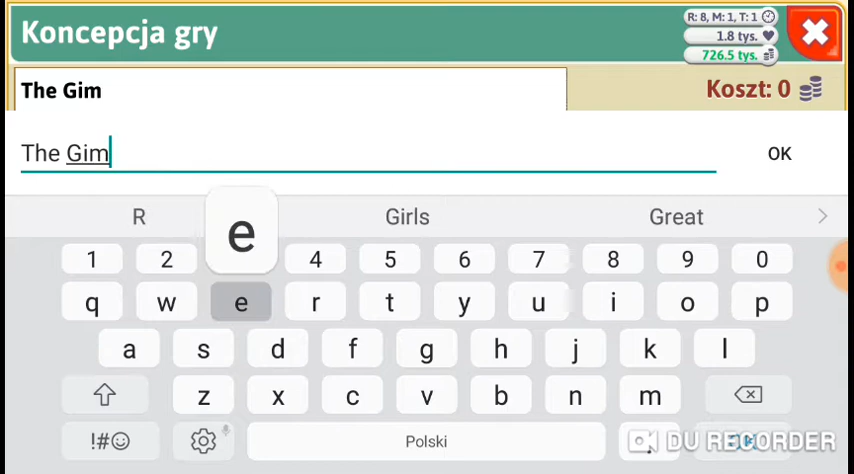 Koncepcja gry
R: 8, M: 1, T: 1
1.8 tys.
726.5 tys.
The Gim
Koszt: 0
The Gim
OK
R
e
Girls
Great
1 2 4 5 6 7 8 9 0
q w e r t y u i o p
a s d f g h j k l
z x c v b n m
!#☺ Polski .
DU RECORDER